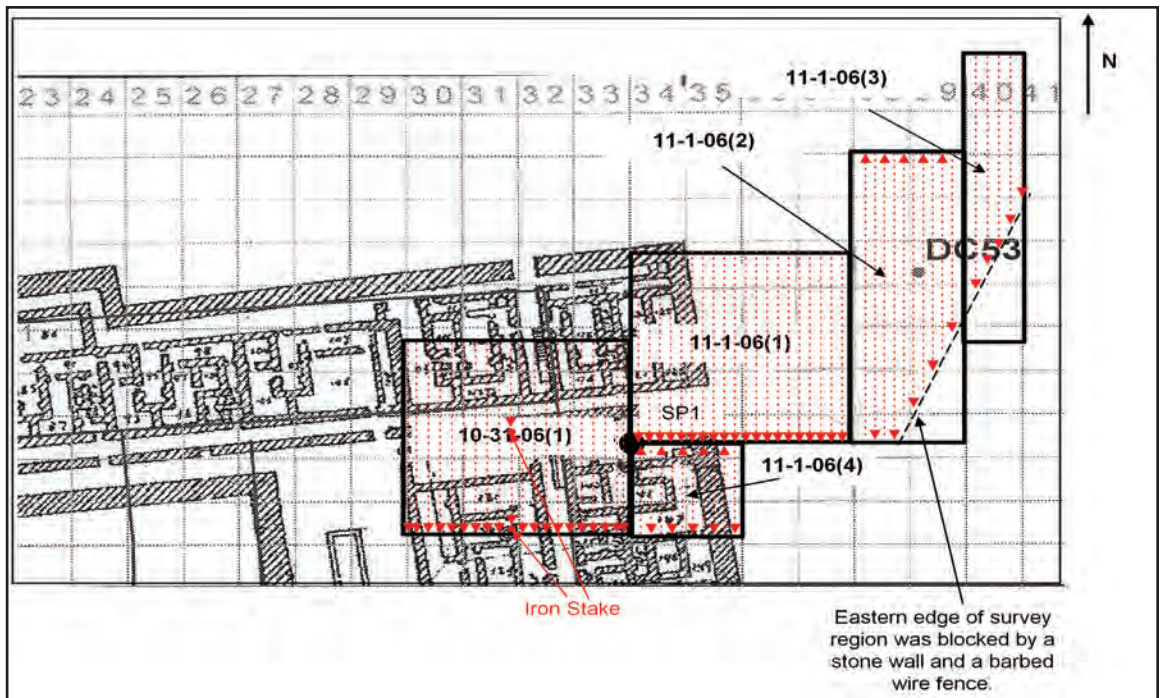 N
11-1-06(3)
23 24 25 26 27 28 29 30 31 32 33 34 35 9 40 41
11-1-06(2)
DC53
11-1-06(1)
SP1
10-31-06(1)
11-1-06(4)
Iron Stake
Eastern edge of survey
region was blocked by a
stone wall and a barbed
wire fence.